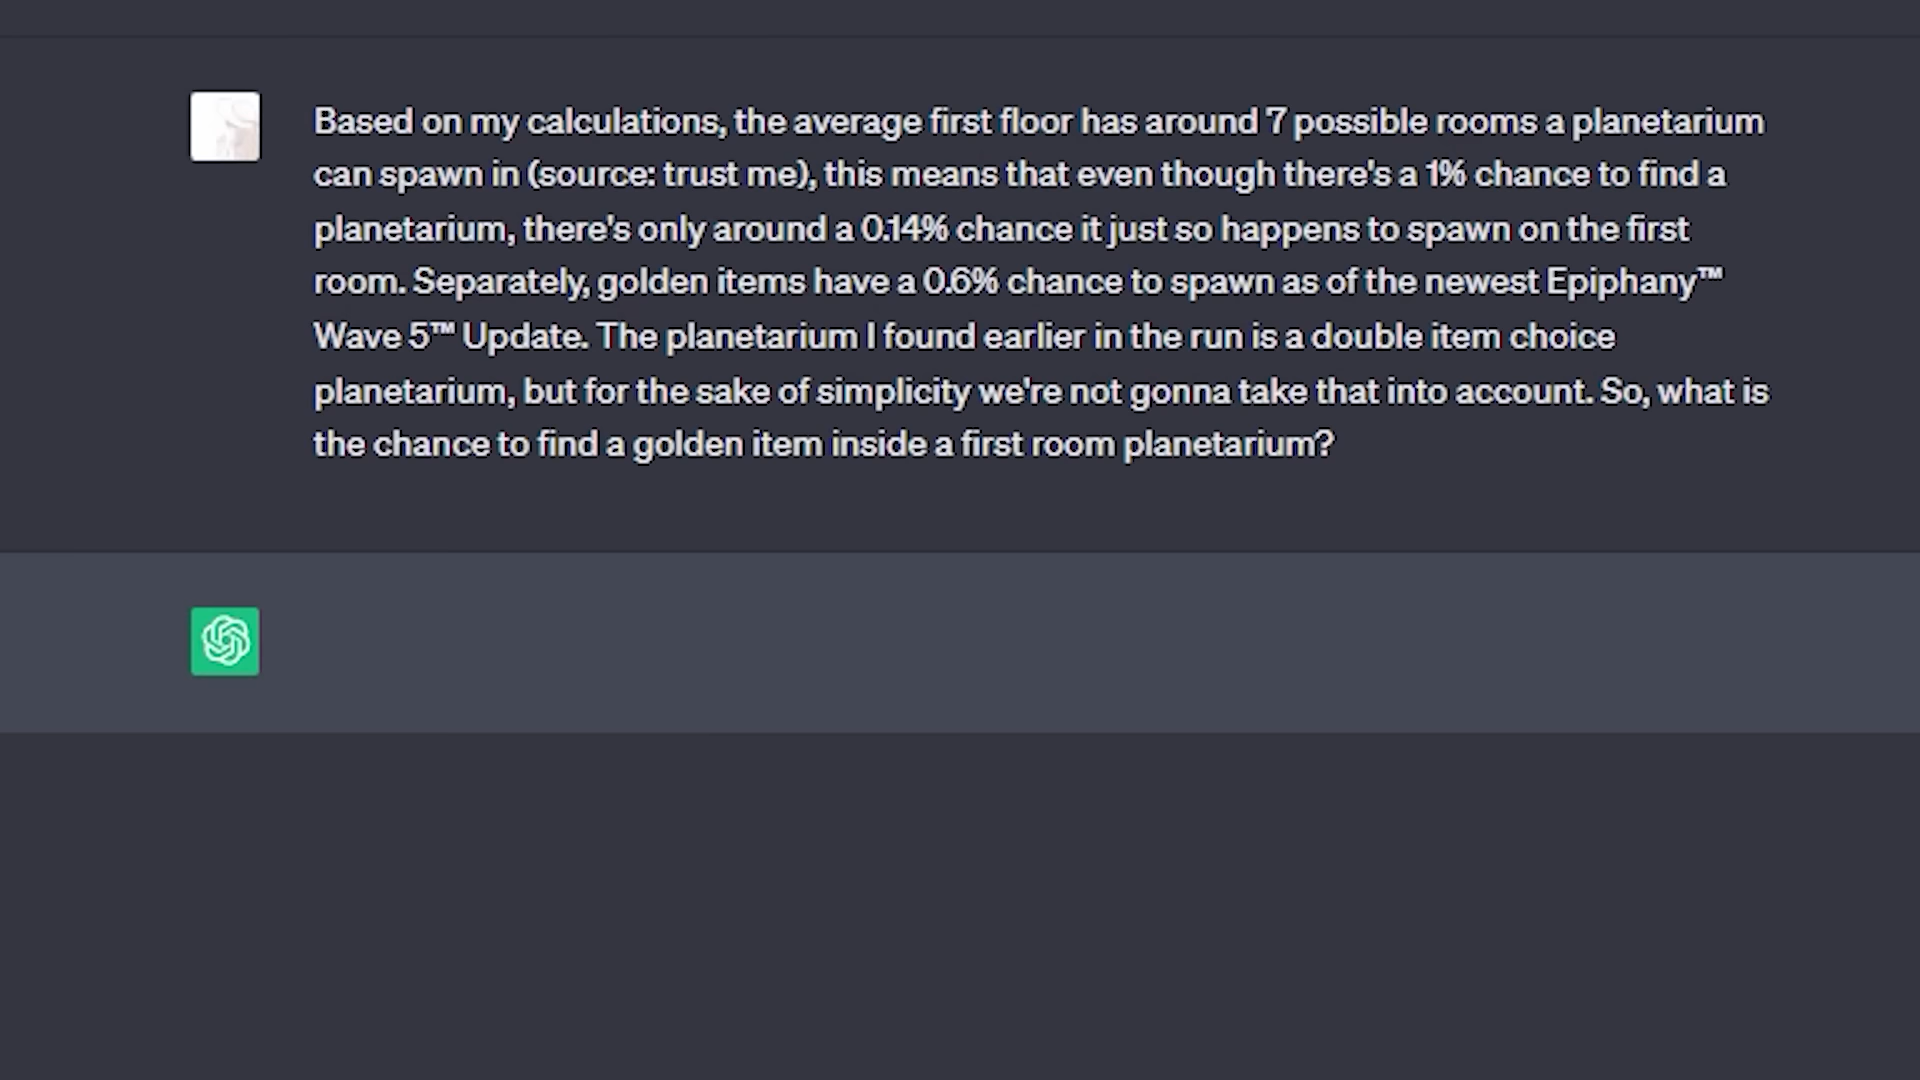 Based on my calculations, the average first floor has around 7 possible rooms a planetarium
can spawn in (source: trust me), this means that even though there's a 1% chance to find a
planetarium, there's only around a 0.14% chance it just so happens to spawn on the first
room. Separately, golden items have a 0.6% chance to spawn as of the newest Epiphany™
Wave 5™ Update. The planetarium I found earlier in the run is a double item choice
planetarium, but for the sake of simplicity we're not gonna take that into account. So, what is
the chance to find a golden item inside a first room planetarium?